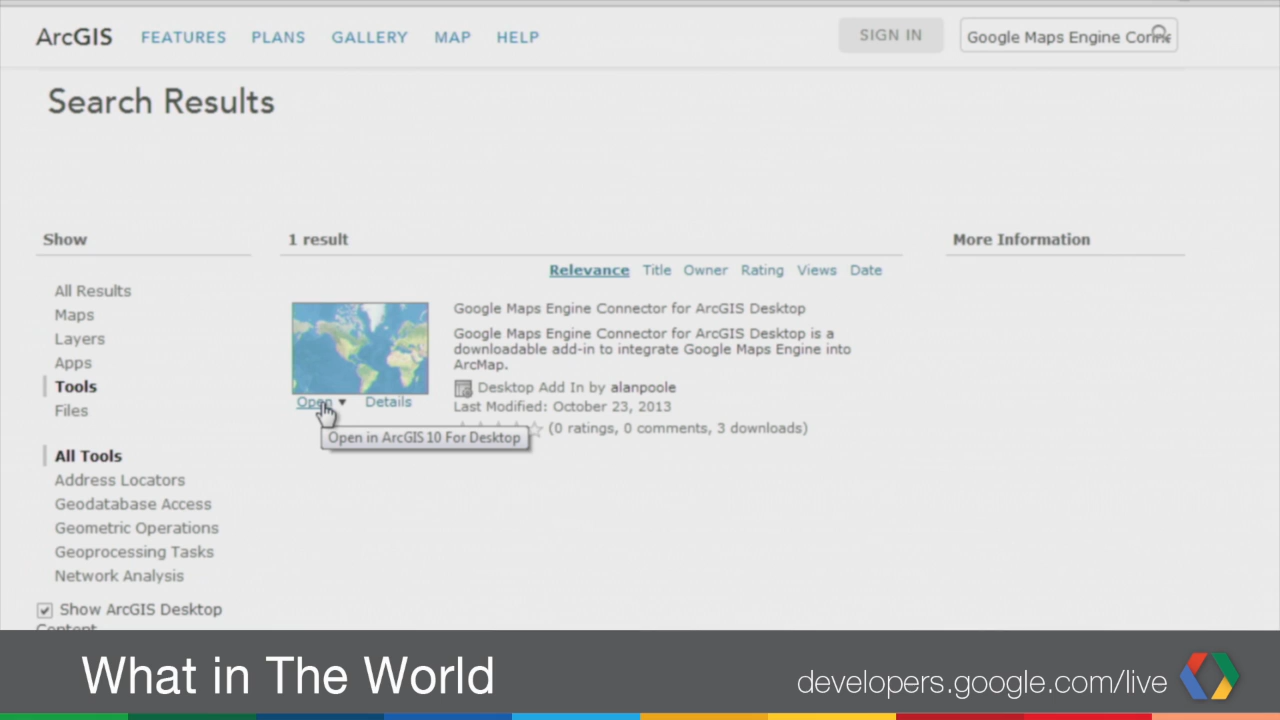 ArcGIS FEATURES PLANS GALLERY MAP HELP SIGN IN Google Maps Engine
Search Results
Show
1 result
More Information
Relevance Title Owner Rating Views Date
All Results
Maps
Layers
Apps
Tools
Files
All Tools
Address Locators
Geodatabase Access
Geometric Operations
Geoprocessing Tasks
Network Analysis
Show ArcGIS Desktop
Content
Google Maps Engine Connector for ArcGIS Desktop
Google Maps Engine Connector for ArcGIS Desktop is a
downloadable add-in to integrate Google Maps Engine into
ArcMap.
Desktop Add In by alanpoole
Last Modified: October 23, 2013
(0 ratings, 0 comments, 3 downloads)
Open Details
Open in ArcGIS 10 For Desktop
What in The World
developers.google.com/live